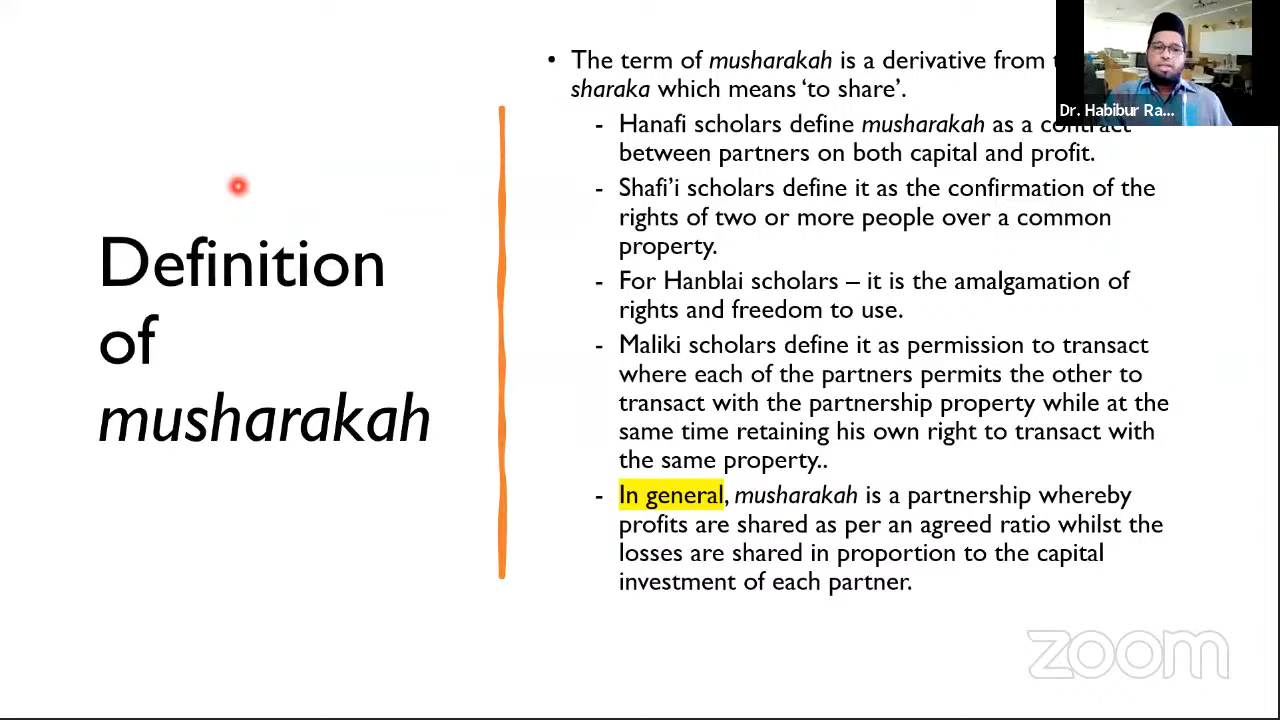 Definition
of
musharakah
• The term of musharakah is a derivative from
sharaka which means ‘to share’.
- Hanafi scholars define musharakah as a contract
between partners on both capital and profit.
- Shafi’i scholars define it as the confirmation of the
rights of two or more people over a common
property.
- For Hanblai scholars – it is the amalgamation of
rights and freedom to use.
- Maliki scholars define it as permission to transact
where each of the partners permits the other to
transact with the partnership property while at the
same time retaining his own right to transact with
the same property..
- In general, musharakah is a partnership whereby
profits are shared as per an agreed ratio whilst the
losses are shared in proportion to the capital
investment of each partner.
Dr. Habibur Ra...
zoom